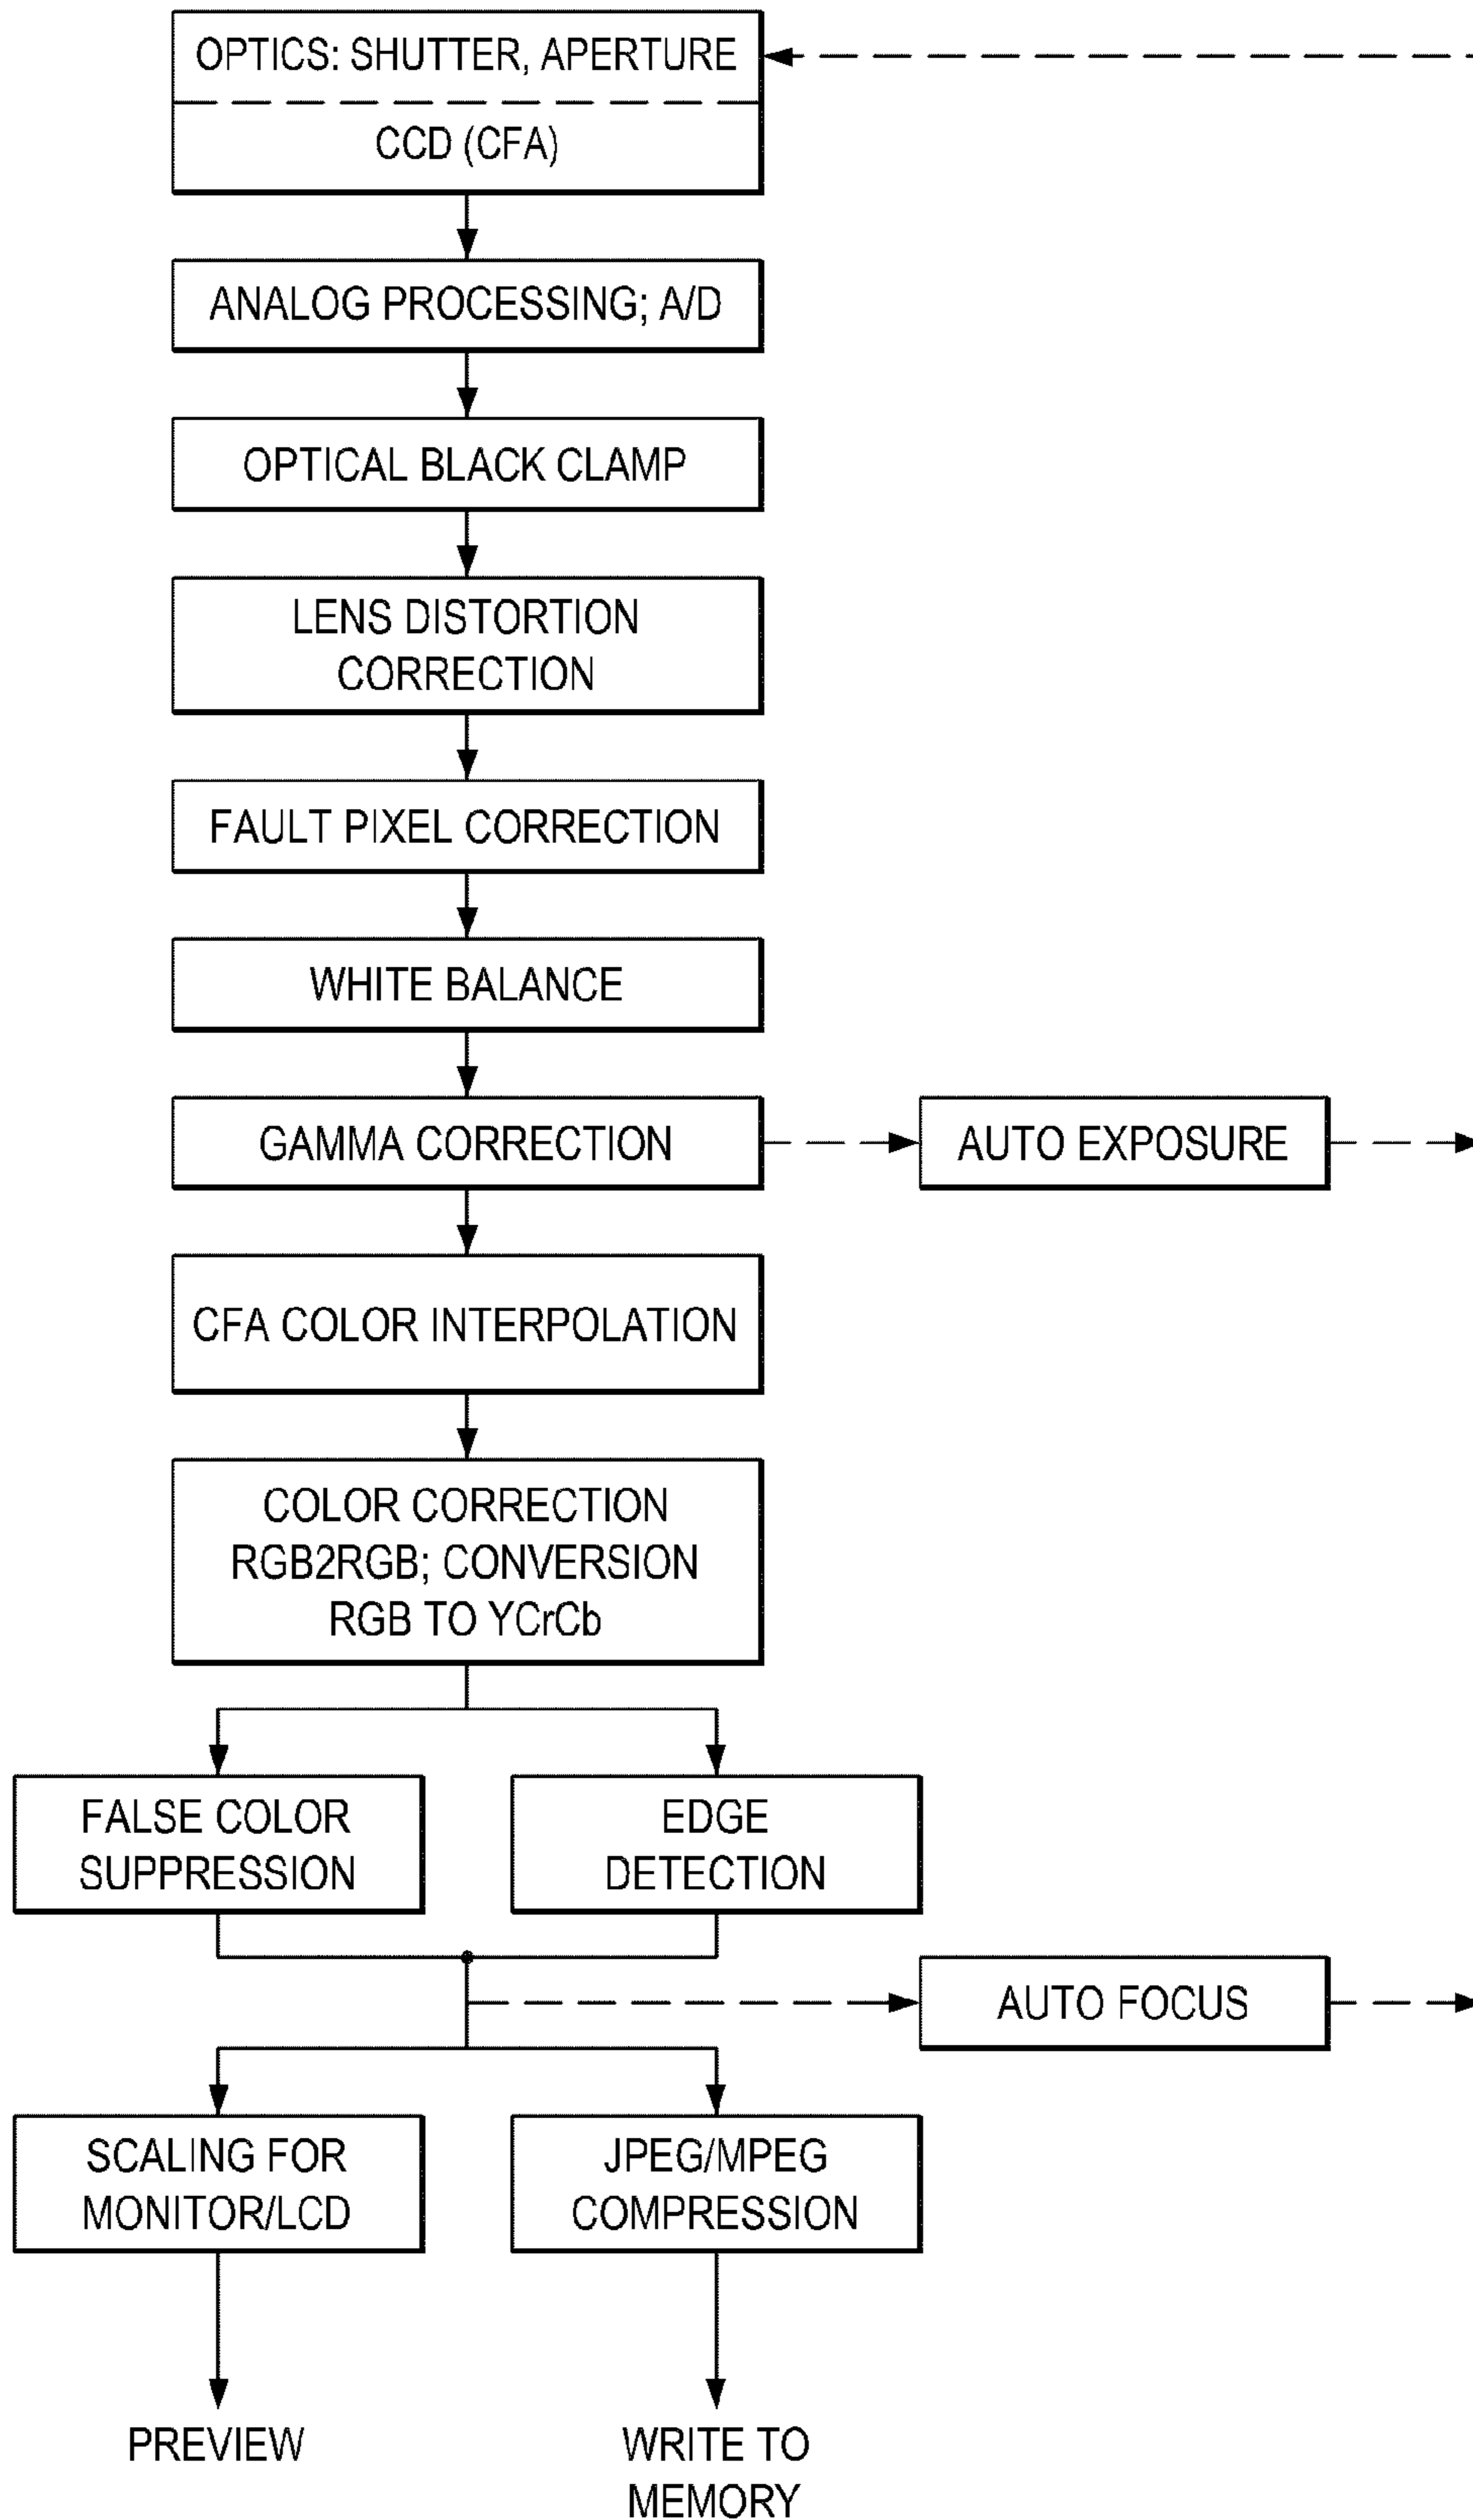 OPTICS: SHUTTER, APERTURE
CCD (CFA)
ANALOG PROCESSING; A/D
OPTICAL BLACK CLAMP
LENS DISTORTION
CORRECTION
FAULT PIXEL CORRECTION
WHITE BALANCE
GAMMA CORRECTION
AUTO EXPOSURE
CFA COLOR INTERPOLATION
COLOR CORRECTION
RGB2RGB; CONVERSION
RGB TO YCrCb
FALSE COLOR
SUPPRESSION
EDGE
DETECTION
AUTO FOCUS
SCALING FOR
MONITOR/LCD
JPEG/MPEG
COMPRESSION
PREVIEW
WRITE TO
MEMORY